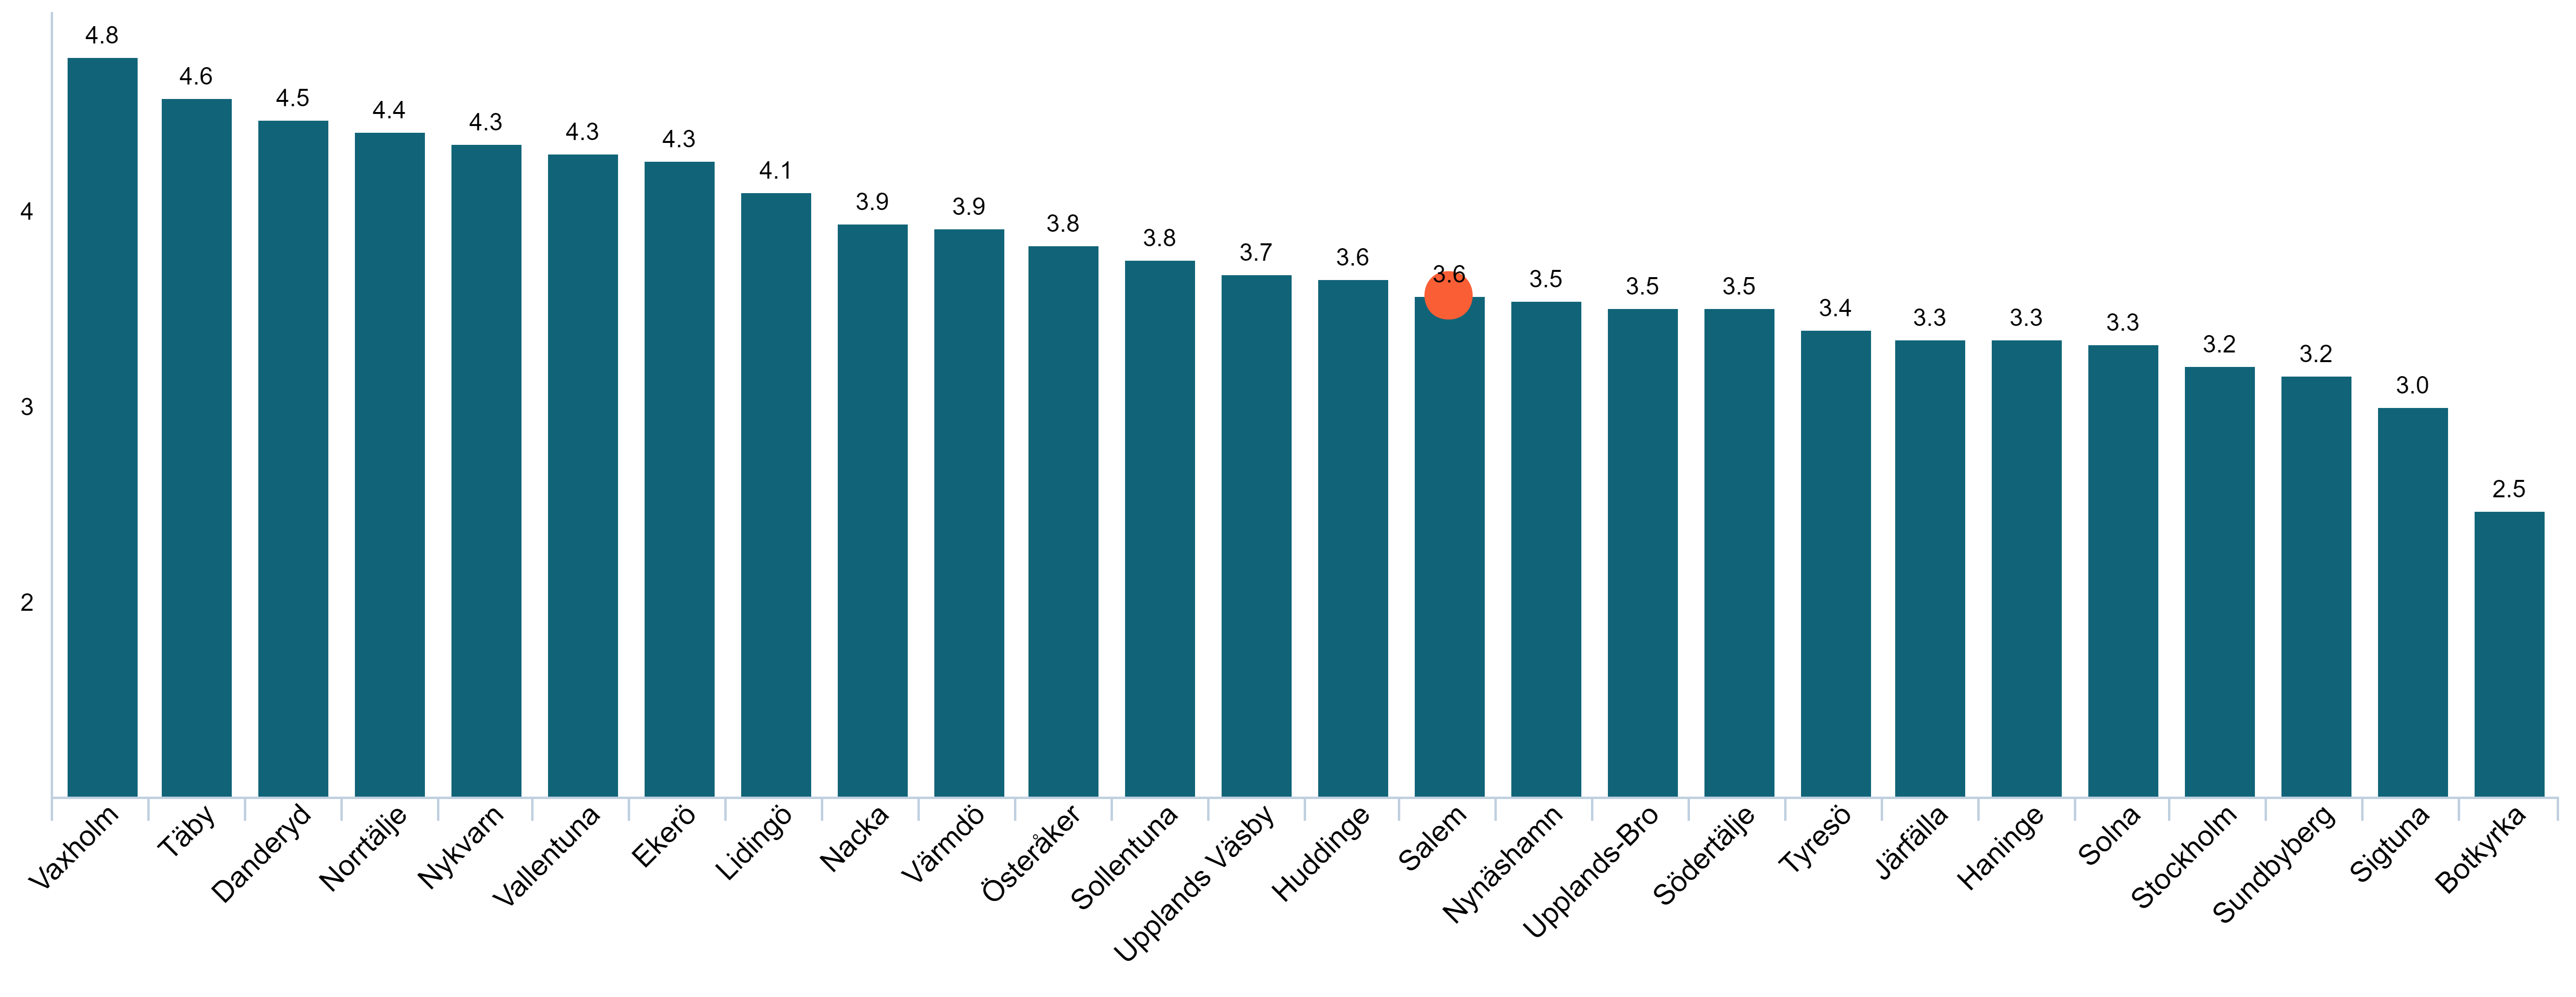 4.8
4.6
4.5
4.4
4.3
4.3
4.3
4.1
3.9
3.9
3.8
3.8
3.7
3.6
3.6
3.5
3.5
3.5
3.4
3.3
3.3
3.3
3.2
3.2
3.0
2.5
4
3
2
Vaxholm
Täby
Danderyd
Norrtälje
Nykvarn
Vallentuna
Ekerö
Lidingö
Nacka
Värmdö
Österåker
Sollentuna
Upplands Väsby
Huddinge
Salem
Nynäshamn
Upplands-Bro
Södertälje
Tyresö
Järfälla
Haninge
Solna
Stockholm
Sundbyberg
Sigtuna
Botkyrka